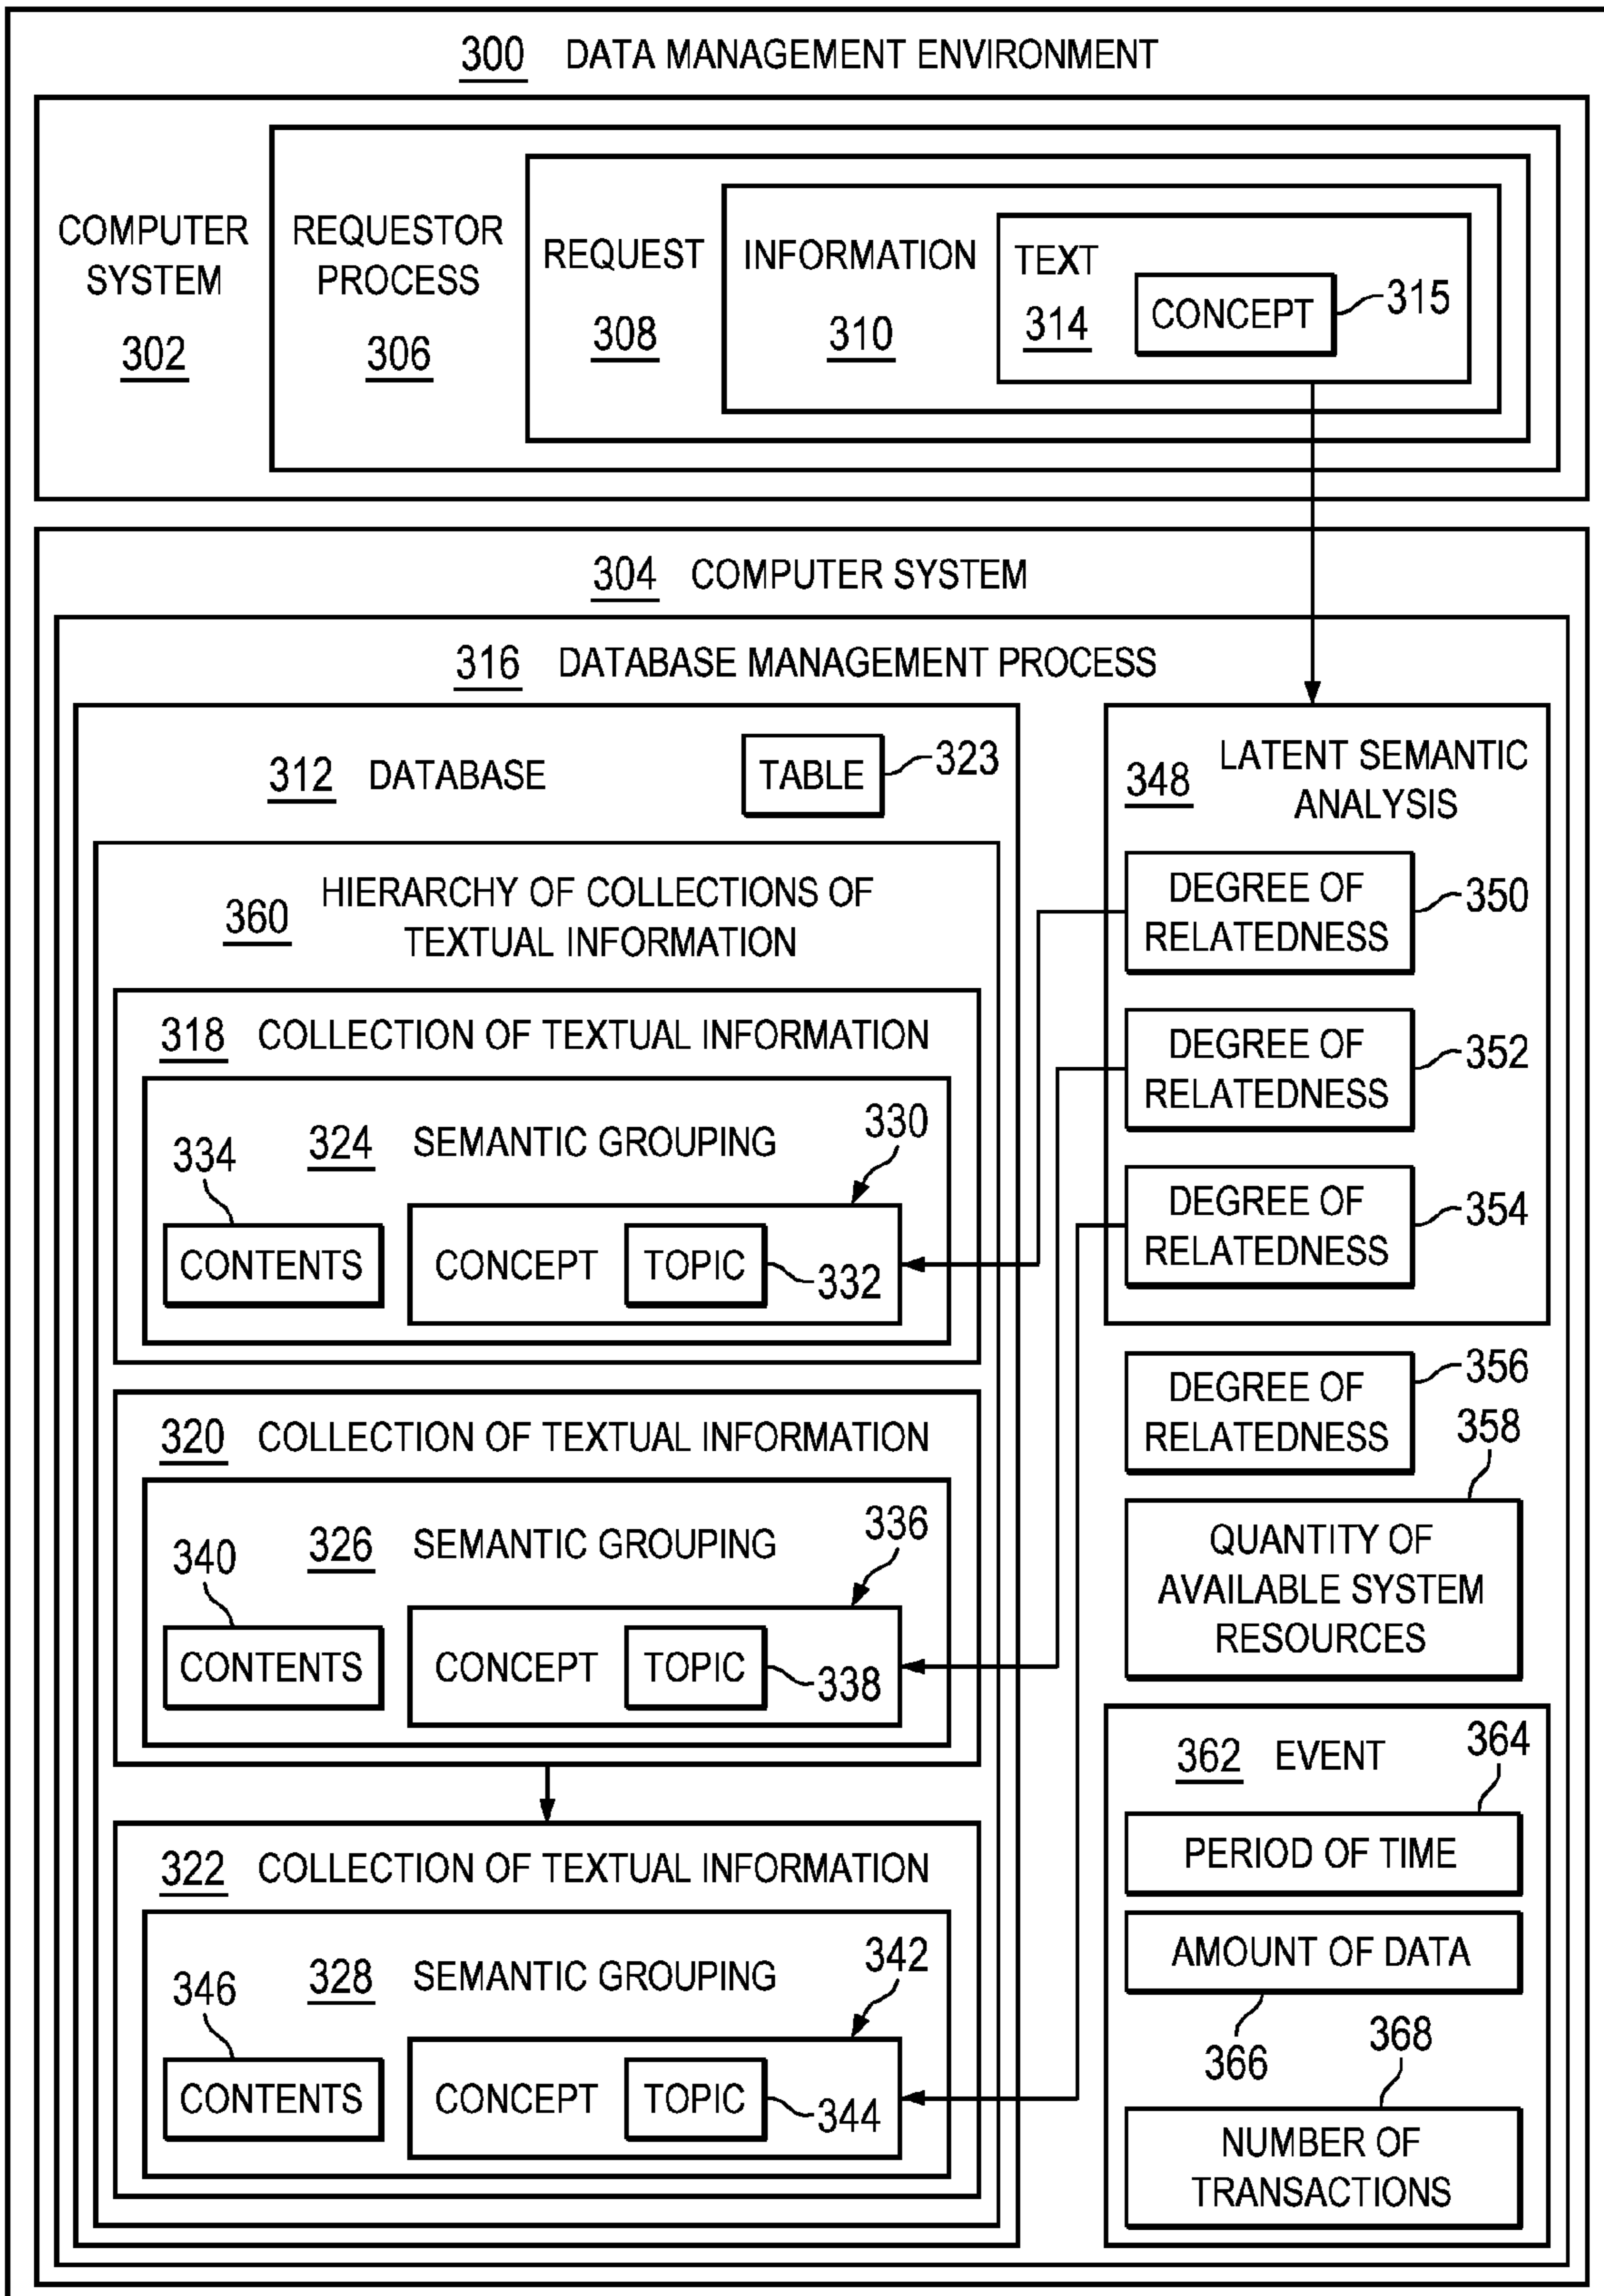 300 DATA MANAGEMENT ENVIRONMENT
COMPUTER
SYSTEM
302
REQUESTOR
PROCESS
306
REQUEST
308
INFORMATION
310
TEXT
314
CONCEPT
315
304 COMPUTER SYSTEM
316 DATABASE MANAGEMENT PROCESS
312 DATABASE
TABLE
323
360
HIERARCHY OF COLLECTIONS OF
TEXTUAL INFORMATION
318 COLLECTION OF TEXTUAL INFORMATION
324 SEMANTIC GROUPING
330
334
CONTENTS
CONCEPT
TOPIC
332
320 COLLECTION OF TEXTUAL INFORMATION
326 SEMANTIC GROUPING
336
340
CONTENTS
CONCEPT
TOPIC
338
322 COLLECTION OF TEXTUAL INFORMATION
328 SEMANTIC GROUPING
342
346
CONTENTS
CONCEPT
TOPIC
344
348
LATENT SEMANTIC
ANALYSIS
DEGREE OF
RELATEDNESS
350
DEGREE OF
RELATEDNESS
352
DEGREE OF
RELATEDNESS
354
DEGREE OF
RELATEDNESS
356
358
QUANTITY OF
AVAILABLE SYSTEM
RESOURCES
362 EVENT
364
PERIOD OF TIME
AMOUNT OF DATA
366
368
NUMBER OF
TRANSACTIONS